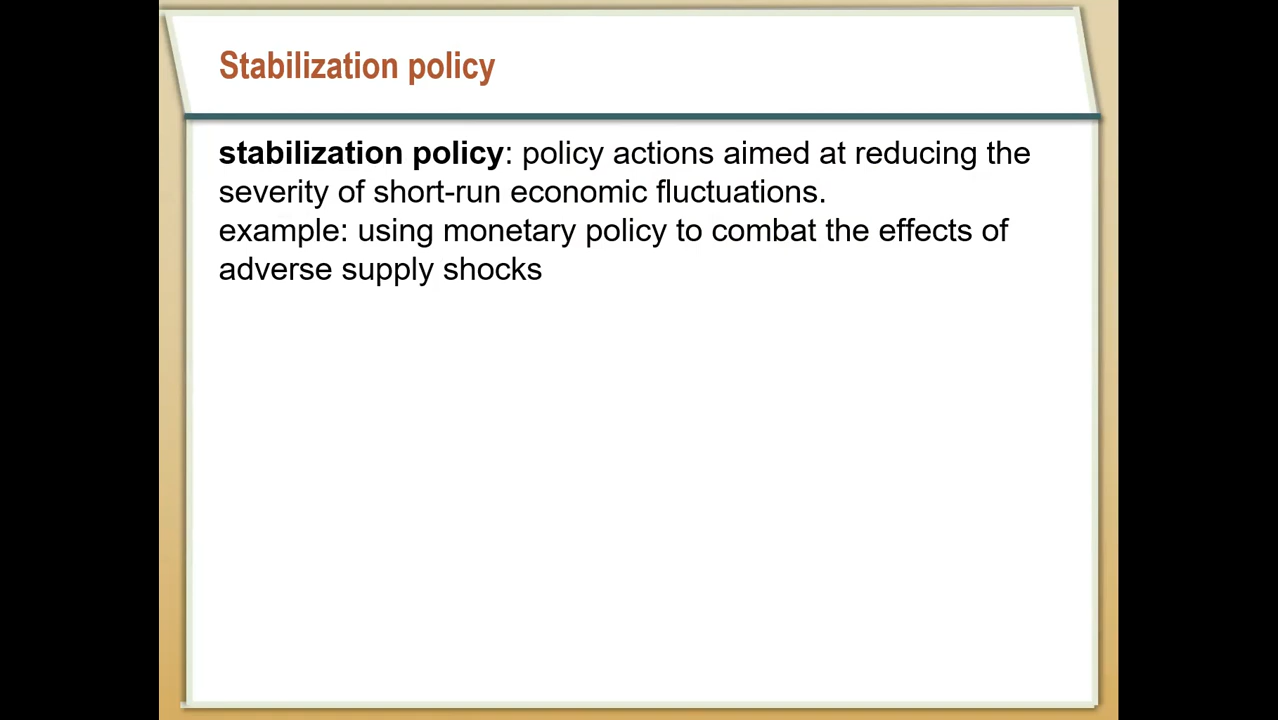 Stabilization policy
stabilization policy: policy actions aimed at reducing the
severity of short-run economic fluctuations.
example: using monetary policy to combat the effects of
adverse supply shocks